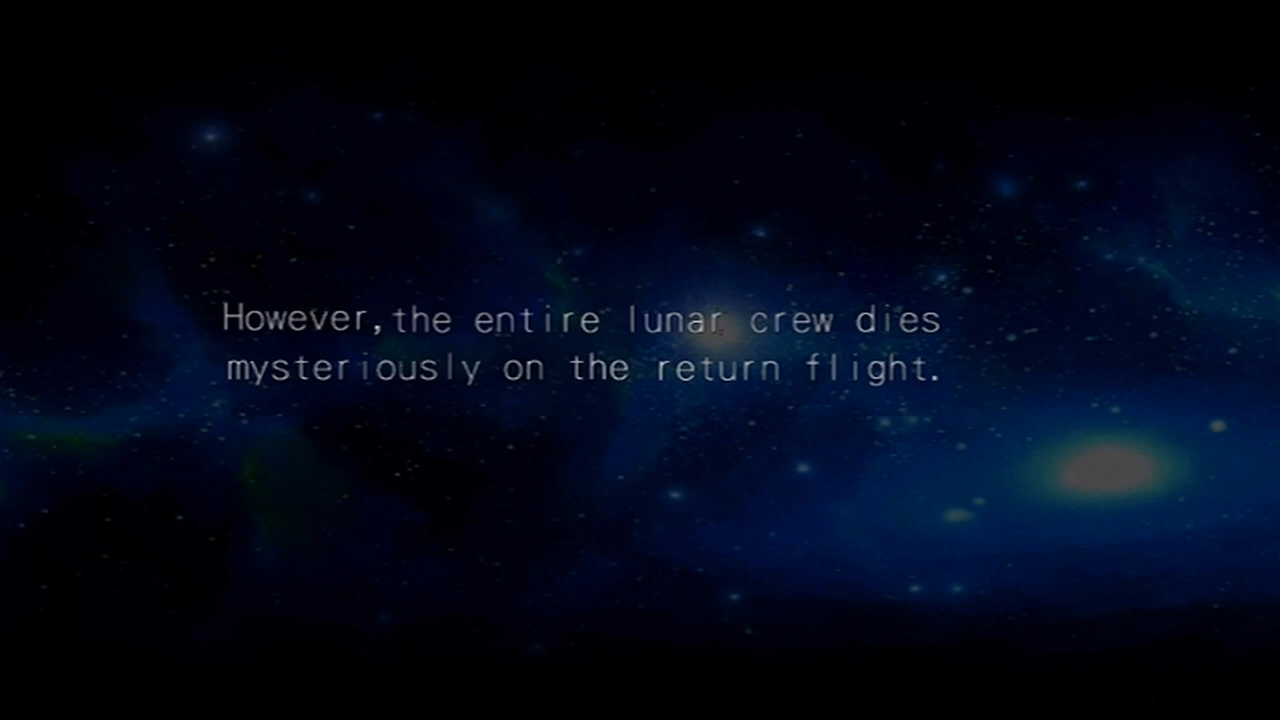 However, the entire lunar crew dies
mysteriously on the return flight.